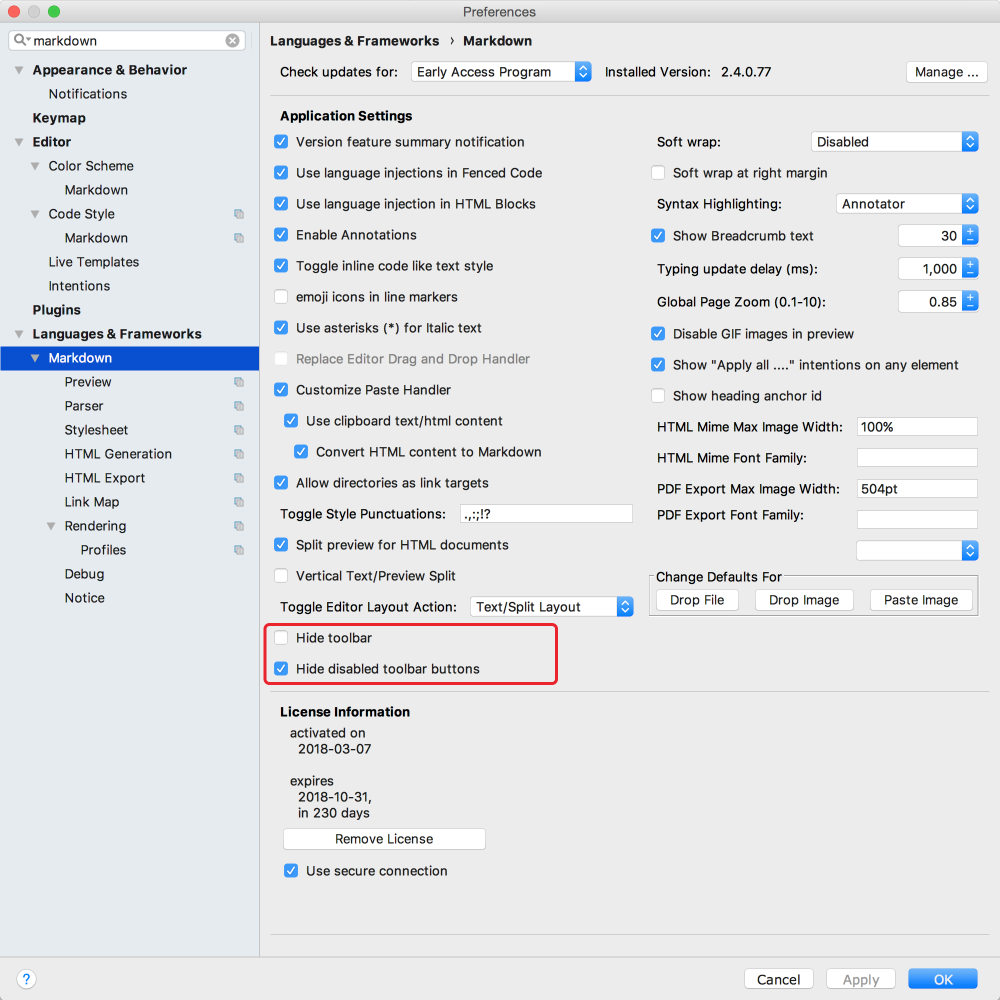 Preferences
markdown
Appearance & Behavior
Notifications
Keymap
Editor
Color Scheme
Markdown
Code Style
Markdown
Live Templates
Intentions
Plugins
Languages & Frameworks
Markdown
Preview
Parser
Stylesheet
HTML Generation
HTML Export
Link Map
Rendering
Profiles
Debug
Notice
Languages & Frameworks › Markdown
Check updates for: Early Access Program Installed Version: 2.4.0.77 Manage ...
Application Settings
Version feature summary notification
Use language injections in Fenced Code
Use language injection in HTML Blocks
Enable Annotations
Toggle inline code like text style
emoji icons in line markers
Use asterisks (*) for Italic text
Replace Editor Drag and Drop Handler
Customize Paste Handler
Use clipboard text/html content
Convert HTML content to Markdown
Allow directories as link targets
Toggle Style Punctuations: .,:;!?
Split preview for HTML documents
Vertical Text/Preview Split
Toggle Editor Layout Action: Text/Split Layout
Hide toolbar
Hide disabled toolbar buttons
Soft wrap: Disabled
Soft wrap at right margin
Syntax Highlighting: Annotator
Show Breadcrumb text 30
Typing update delay (ms): 1,000
Global Page Zoom (0.1-10): 0.85
Disable GIF images in preview
Show "Apply all ...." intentions on any element
Show heading anchor id
HTML Mime Max Image Width: 100%
HTML Mime Font Family:
PDF Export Max Image Width: 504pt
PDF Export Font Family:
Change Defaults For
Drop File Drop Image Paste Image
License Information
activated on
2018-03-07
expires
2018-10-31,
in 230 days
Remove License
Use secure connection
? Cancel Apply OK